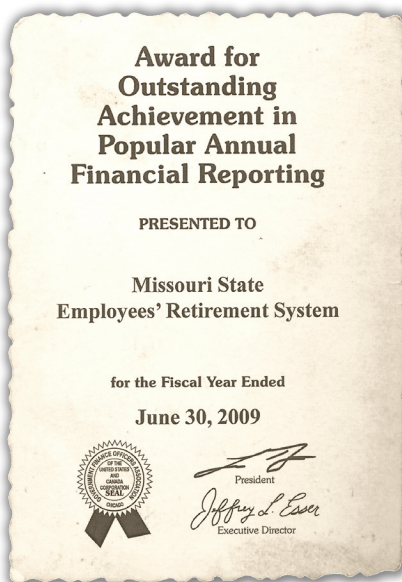 Award for
Outstanding
Achievement in
Popular Annual
Financial Reporting
PRESENTED TO
Missouri State
Employees' Retirement System
for the Fiscal Year Ended
June 30, 2009
GOVERNMENT FINANCE OFFICERS ASSOCIATION
OF THE
UNITED STATES
AND
CANADA
CORPORATION
SEAL
CHICAGO
President
Jeffrey L. Esser
Executive Director